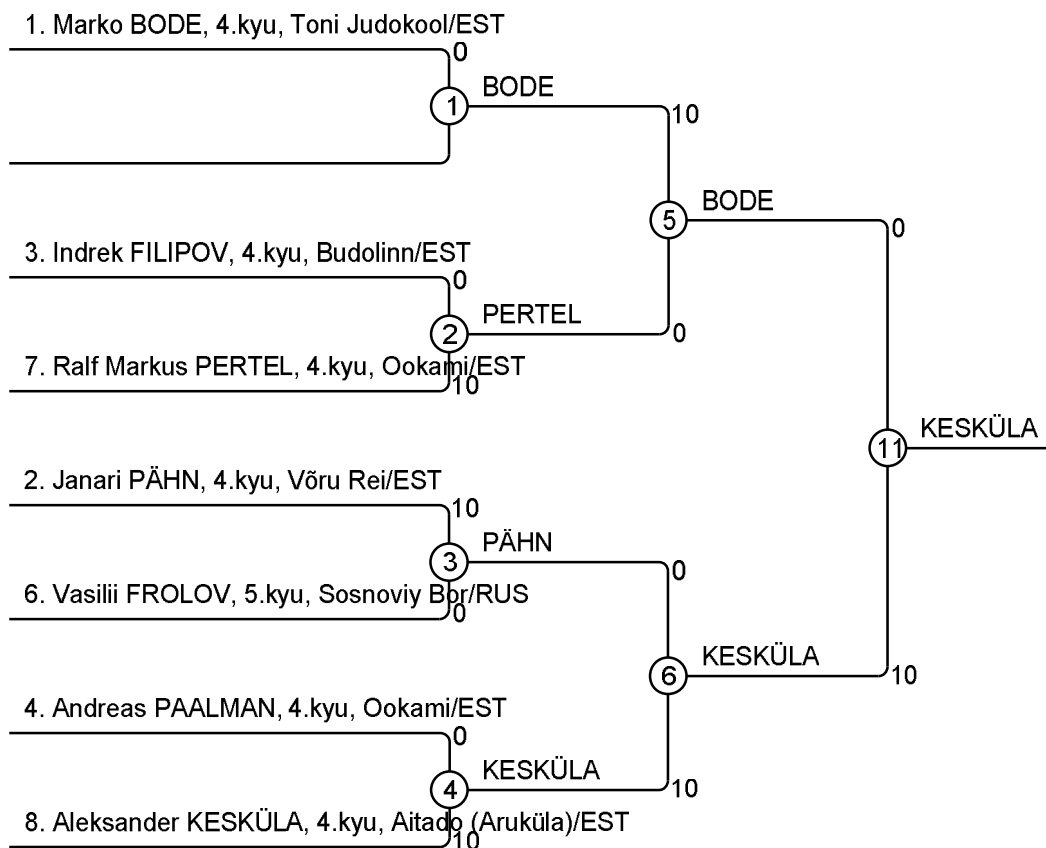 1. Marko BODE, 4.kyu, Toni Judokool/EST
0
BODE
1
10
BODE
5
0
3. Indrek FILIPOV, 4.kyu, Budolinn/EST
0
PERTEL
2
0
7. Ralf Markus PERTEL, 4.kyu, Ookami/EST
10
KESKÜLA
11
2. Janari PÄHN, 4.kyu, Võru Rei/EST
10
PÄHN
3
0
6. Vasilii FROLOV, 5.kyu, Sosnoviy Bor/RUS
0
KESKÜLA
6
10
4. Andreas PAALMAN, 4.kyu, Ookami/EST
0
KESKÜLA
4
10
8. Aleksander KESKÜLA, 4.kyu, Aitado (Aruküla)/EST
10